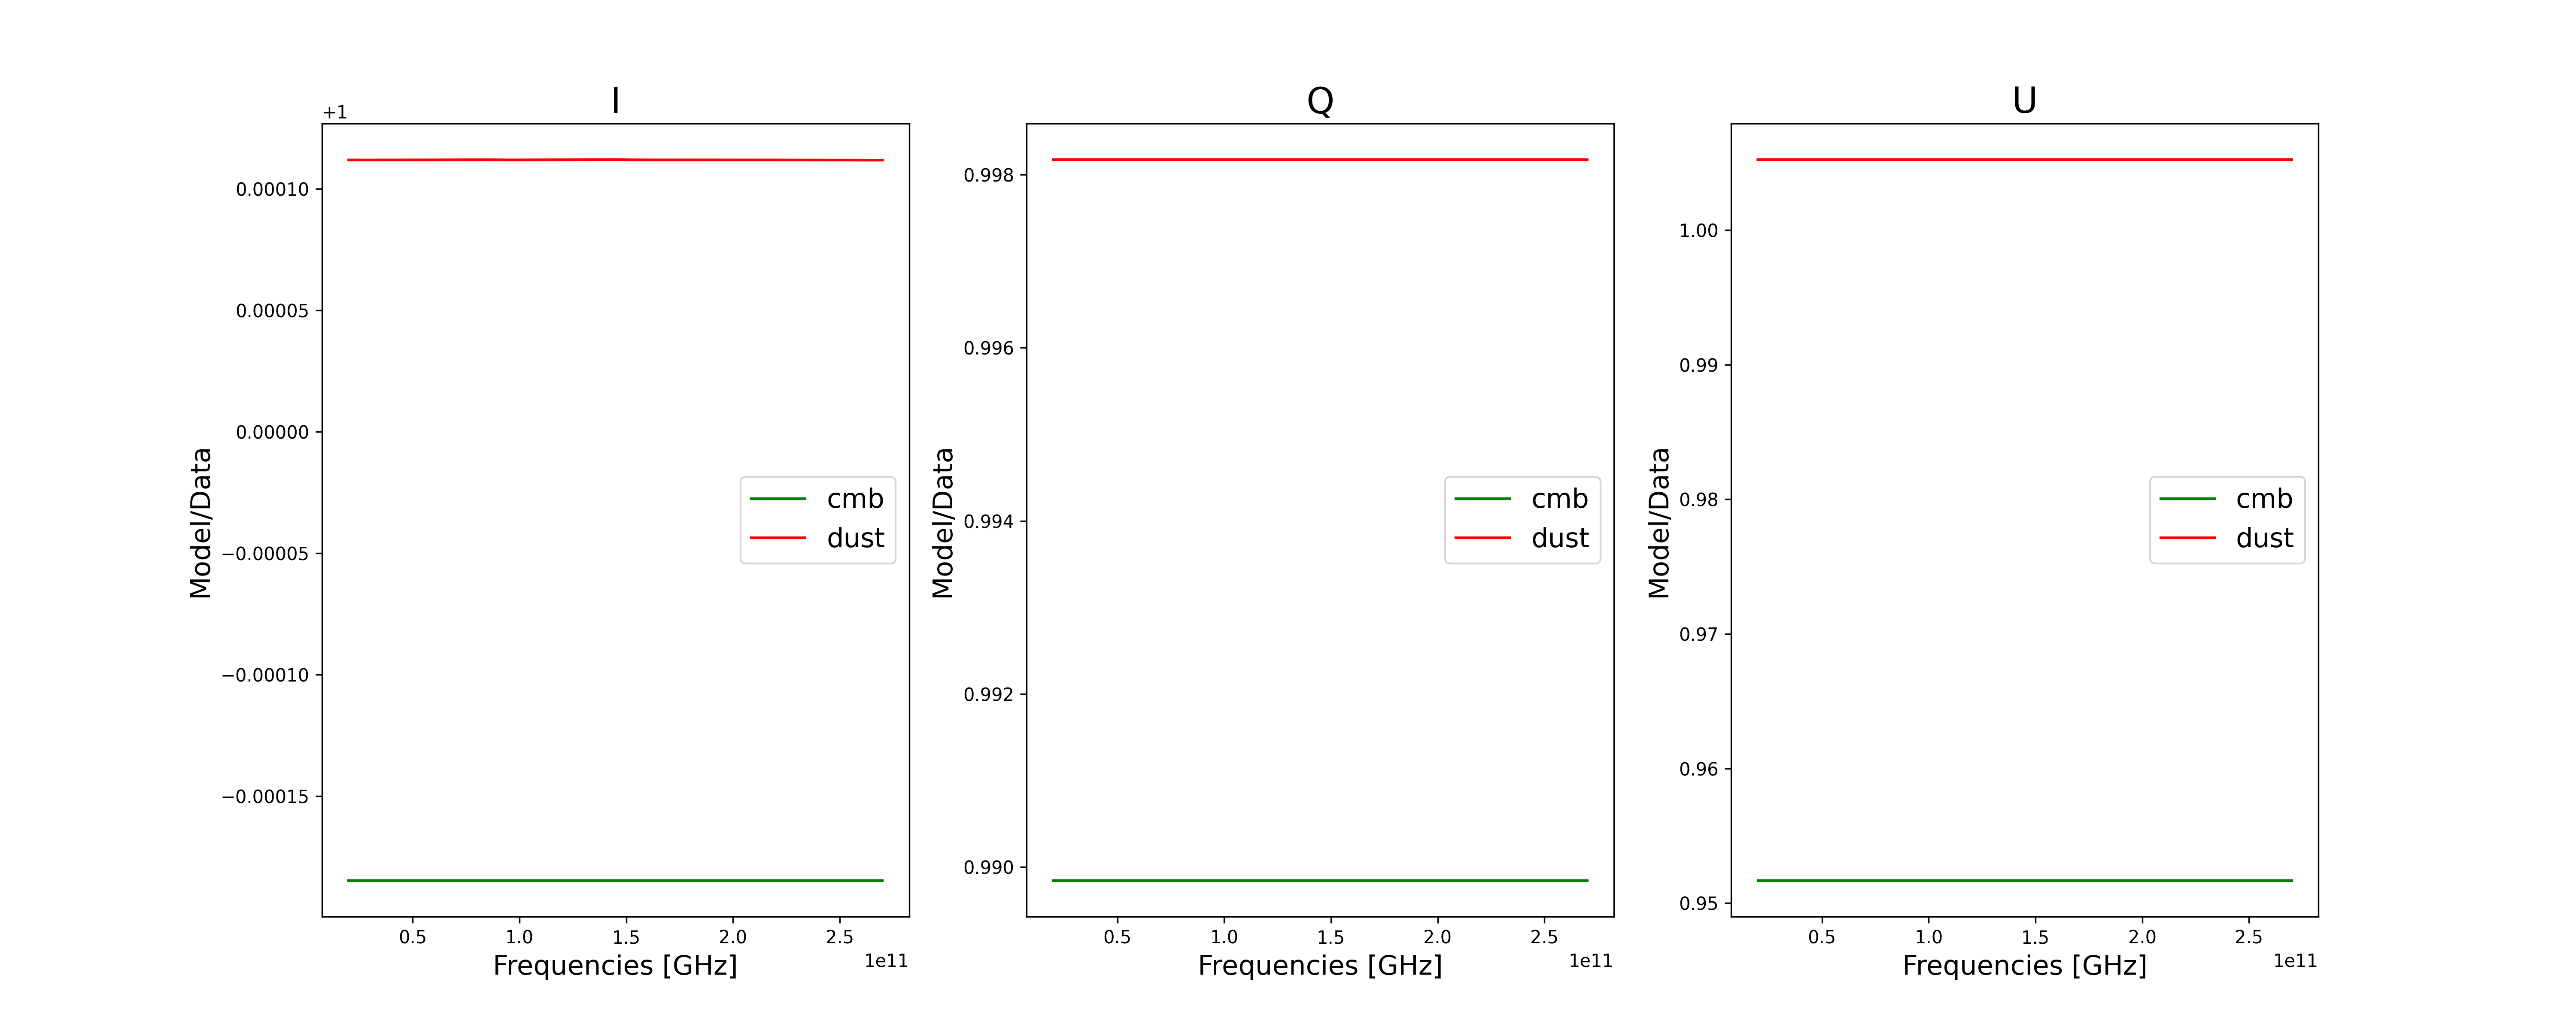 I
+1
0.00010
0.00005
0.00000
−0.00005
−0.00010
−0.00015
Model/Data
cmb
dust
0.5 1.0 1.5 2.0 2.5
Frequencies [GHz]
1e11
Q
0.998
0.996
0.994
0.992
0.990
Model/Data
cmb
dust
0.5 1.0 1.5 2.0 2.5
Frequencies [GHz]
1e11
U
1.00
0.99
0.98
0.97
0.96
0.95
Model/Data
cmb
dust
0.5 1.0 1.5 2.0 2.5
Frequencies [GHz]
1e11